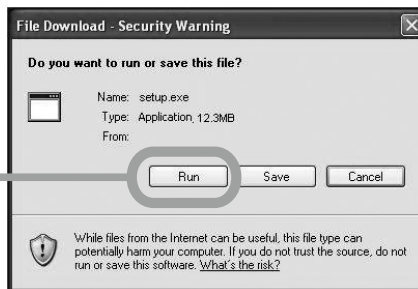 File Download - Security Warning
Do you want to run or save this file?
Name: setup.exe
Type: Application, 12.3MB
From:
Run Save Cancel
While files from the Internet can be useful, this file type can
potentially harm your computer. If you do not trust the source, do not
run or save this software. What's the risk?